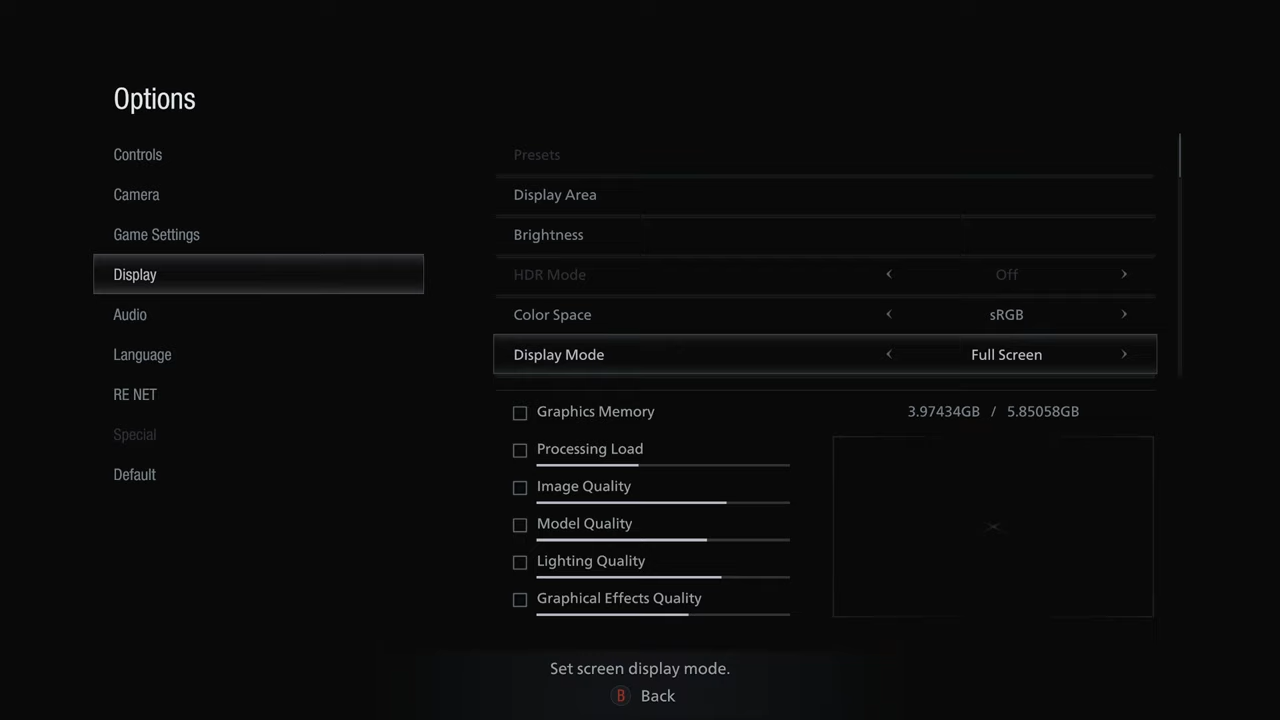 Options
Controls
Camera
Game Settings
Display
Audio
Language
RE NET
Special
Default
Presets
Display Area
Brightness
HDR Mode Off
Color Space sRGB
Display Mode Full Screen
Graphics Memory 3.97434GB / 5.85058GB
Processing Load
Image Quality
Model Quality
Lighting Quality
Graphical Effects Quality
Set screen display mode.
B Back